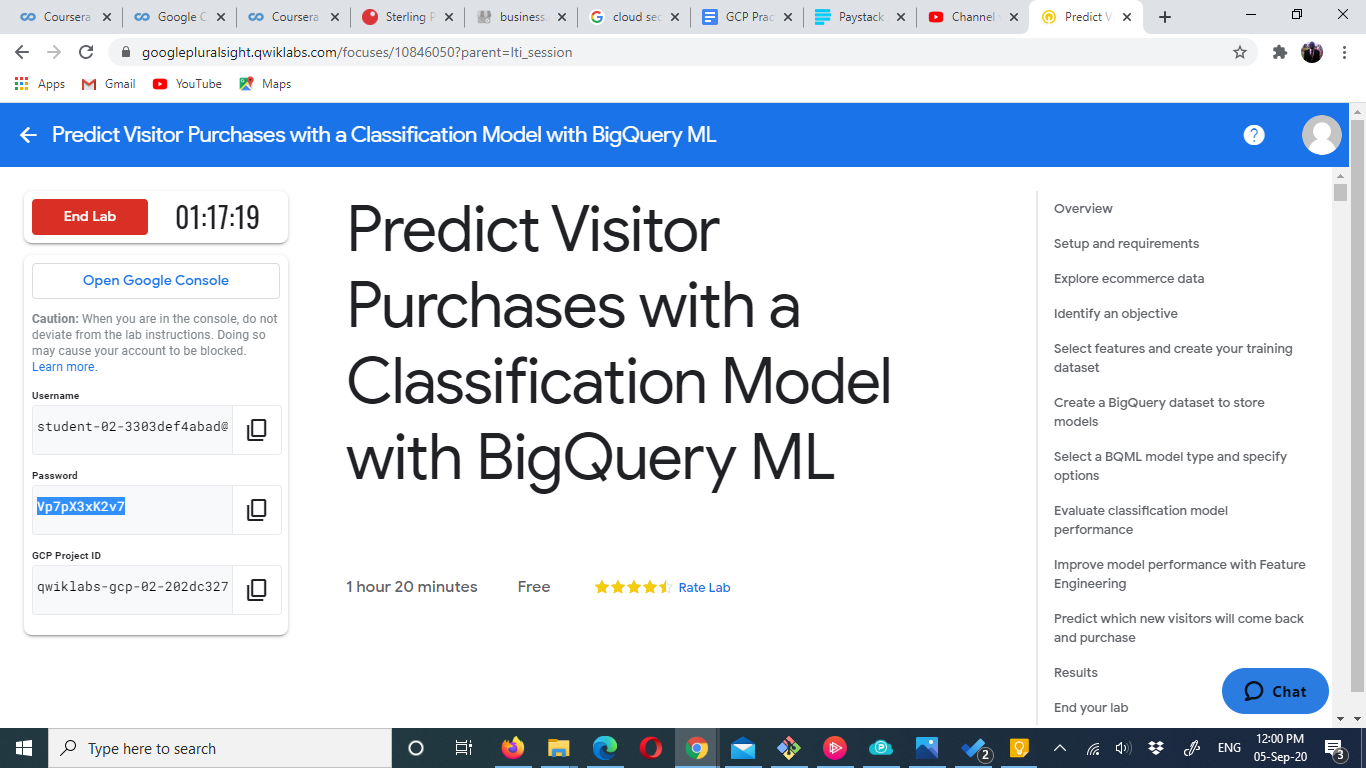 Coursera
Google C
Coursera
Sterling P
business.
cloud sec
GCP Prac
Paystack
Channel
Predict V
googlepluralsight.qwiklabs.com/focuses/10846050?parent=lti_session
Apps
Gmail
YouTube
Maps
Predict Visitor Purchases with a Classification Model with BigQuery ML
End Lab
01:17:19
Open Google Console
Caution: When you are in the console, do not
deviate from the lab instructions. Doing so
may cause your account to be blocked.
Learn more.
Username
student-02-3303def4abad@
Password
Vp7pX3xK2v7
GCP Project ID
qwiklabs-gcp-02-202dc327
Predict Visitor
Purchases with a
Classification Model
with BigQuery ML
1 hour 20 minutes
Free
Rate Lab
Overview
Setup and requirements
Explore ecommerce data
Identify an objective
Select features and create your training
dataset
Create a BigQuery dataset to store
models
Select a BQML model type and specify
options
Evaluate classification model
performance
Improve model performance with Feature
Engineering
Predict which new visitors will come back
and purchase
Results
End your lab
Chat
Type here to search
2
ENG
12:00 PM
05-Sep-20
3